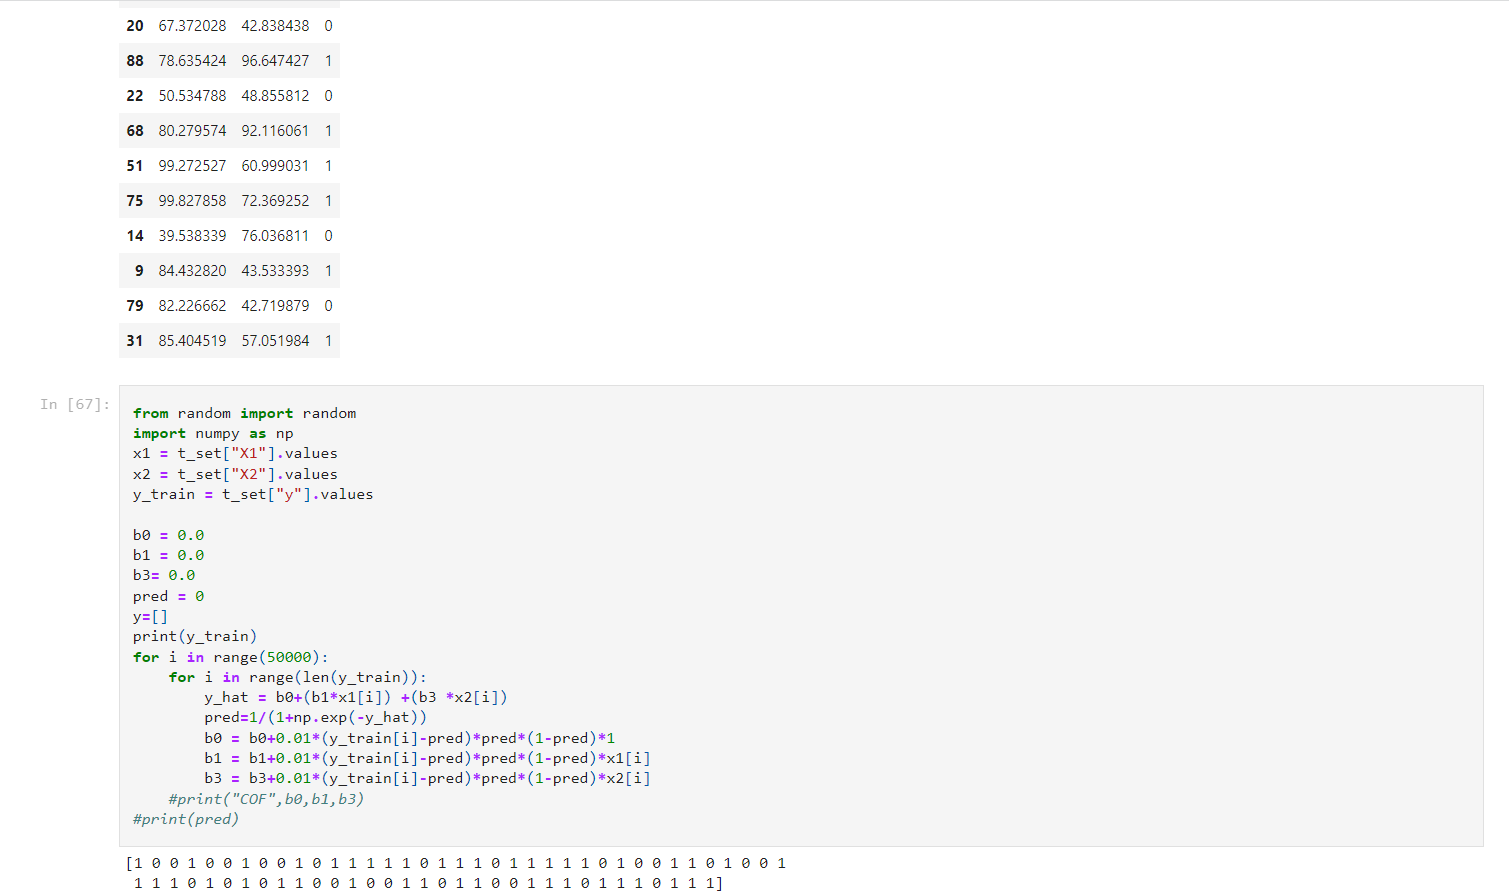 20 67.372028 42.838438 0
88 78.635424 96.647427 1
22 50.534788 48.855812 0
68 80.279574 92.116061 1
51 99.272527 60.999031 1
75 99.827858 72.369252 1
14 39.538339 76.036811 0
9 84.432820 43.533393 1
79 82.226662 42.719879 0
31 85.404519 57.051984 1
In [67]:
from random import random
import numpy as np
x1 = t_set["X1"].values
x2 = t_set["X2"].values
y_train = t_set["y"].values
b0 = 0.0
b1 = 0.0
b3= 0.0
pred = 0
y=[]
print(y_train)
for i in range(50000):
    for i in range(len(y_train)):
        y_hat = b0+(b1*x1[i]) +(b3 *x2[i])
        pred=1/(1+np.exp(-y_hat))
        b0 = b0+0.01*(y_train[i]-pred)*pred*(1-pred)*1
        b1 = b1+0.01*(y_train[i]-pred)*pred*(1-pred)*x1[i]
        b3 = b3+0.01*(y_train[i]-pred)*pred*(1-pred)*x2[i]
    #print("COF",b0,b1,b3)
#print(pred)
[1 0 0 1 0 0 1 0 0 1 0 1 1 1 1 1 0 1 1 1 0 1 1 1 1 1 0 1 0 0 1 1 0 1 0 0 1
 1 1 1 0 1 0 1 0 1 1 0 0 1 0 0 1 1 0 1 1 0 0 1 1 1 0 1 1 1 0 1 1 1]